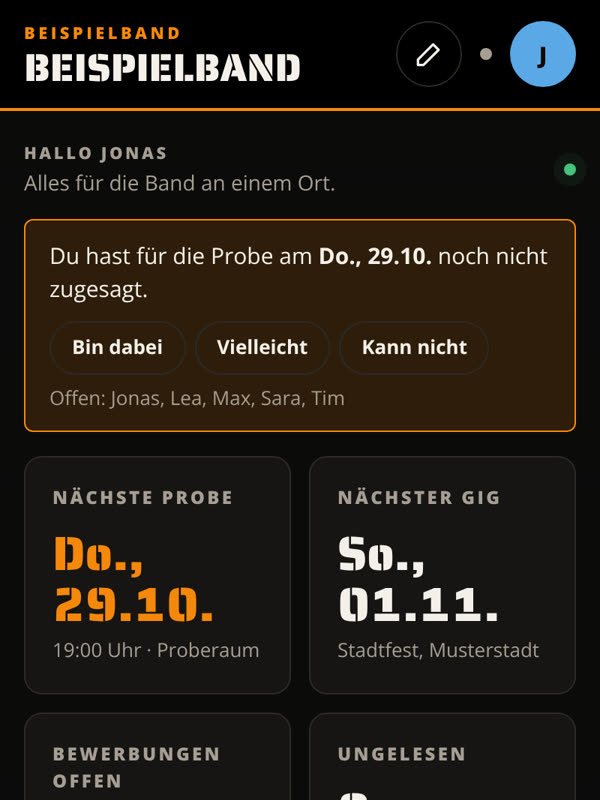 BEISPIELBAND
BEISPIELBAND
J
HALLO JONAS
Alles für die Band an einem Ort.
Du hast für die Probe am Do., 29.10. noch nicht
zugesagt.
Bin dabei
Vielleicht
Kann nicht
Offen: Jonas, Lea, Max, Sara, Tim
NÄCHSTE PROBE
Do.,
29.10.
19:00 Uhr · Proberaum
NÄCHSTER GIG
So.,
01.11.
Stadtfest, Musterstadt
BEWERBUNGEN
OFFEN
UNGELESEN